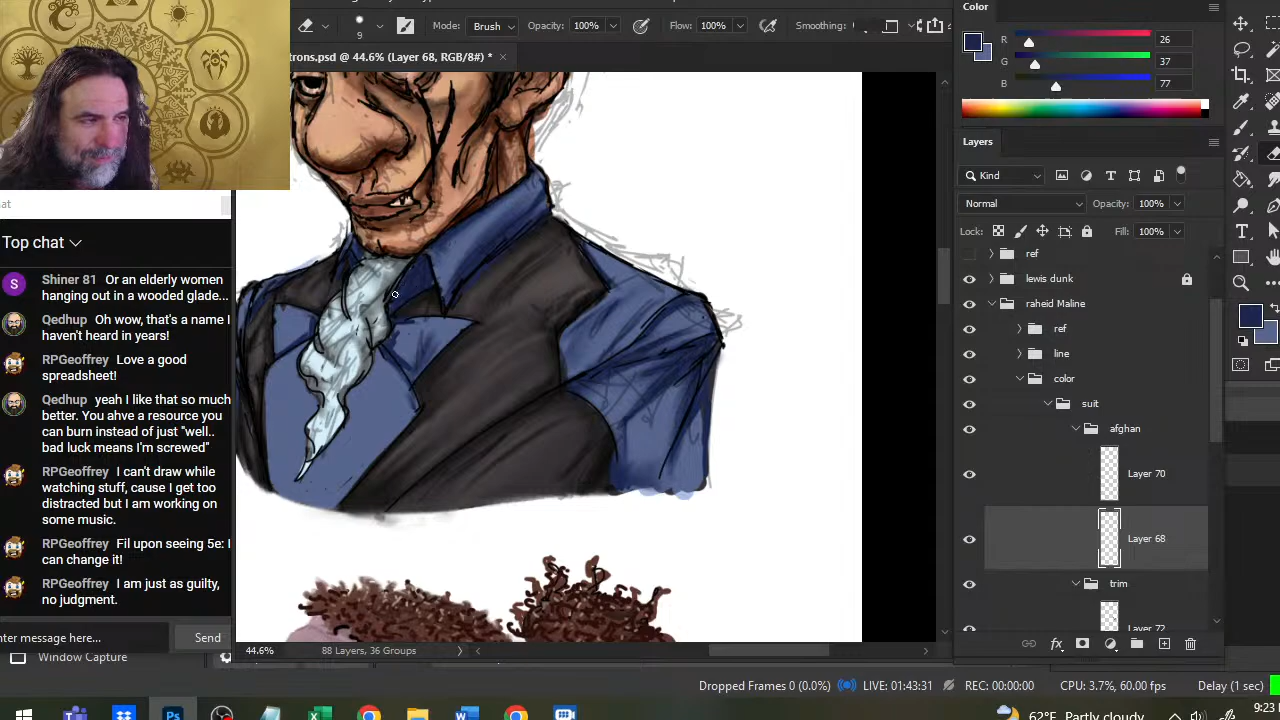 9
Mode: Brush
Opacity: 100%
Flow: 100%
Smoothing:
trons.psd @ 44.6% (Layer 68, RGB/8#) *
Color
R 26
G 37
B 77
Layers
Kind
Normal
Opacity: 100%
Lock:
Fill: 100%
ref
lewis dunk
raheid Maline
ref
line
color
suit
afghan
Layer 70
Layer 68
trim
Layer 72
at
Top chat
S
Shiner 81 Or an elderly women
hanging out in a wooded glade...
Qedhup Oh wow, that's a name I
haven't heard in years!
RPGeoffrey Love a good
spreadsheet!
Qedhup yeah I like that so much
better. You ahve a resource you
can burn instead of just "well..
bad luck means I'm screwed"
RPGeoffrey I can't draw while
watching stuff, cause I get too
distracted but I am working on
some music.
RPGeoffrey Fil upon seeing 5e: I
can change it!
RPGeoffrey I am just as guilty,
no judgment.
nter message here...
Send
Window Capture
44.6%
88 Layers, 36 Groups
fx
Dropped Frames 0 (0.0%)
LIVE: 01:43:31
REC: 00:00:00
CPU: 3.7%, 60.00 fps
Delay (1 sec)
Ps
62°F Partly cloudy
9:23